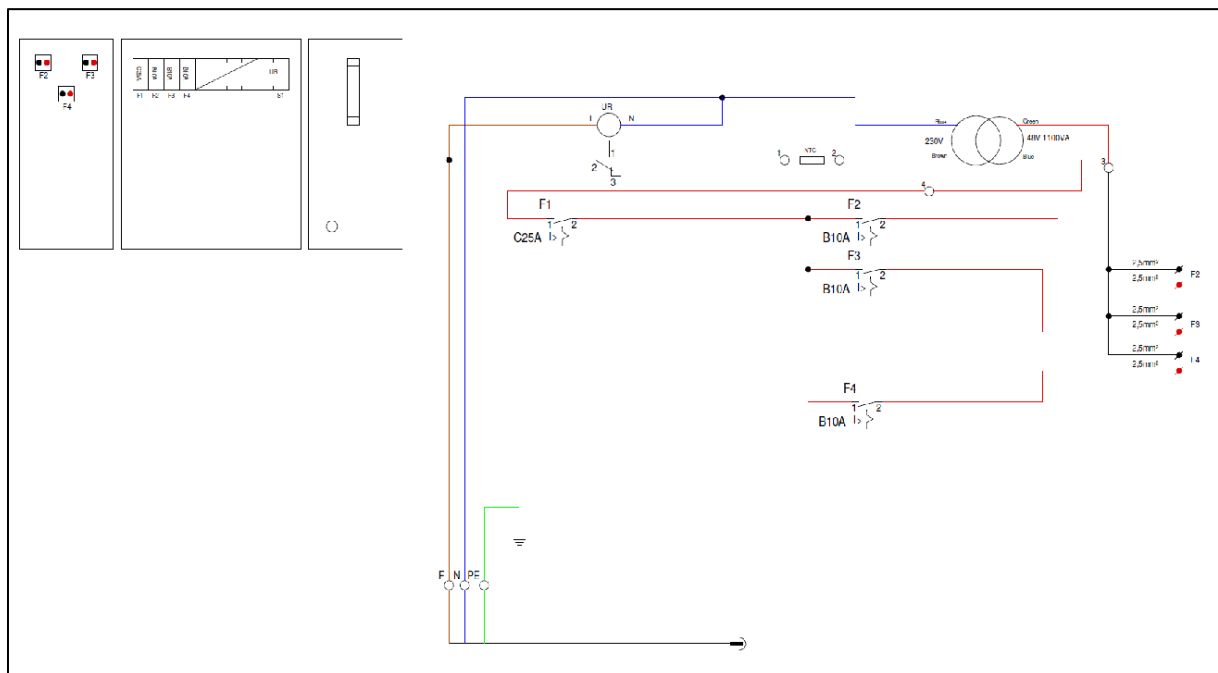 F2
F3
F4
UR
F1 F2 F3 F4
S1
UR
N
1
2
3
1
NTC
2
Blue
230V
Brown
Green
48V 1100VA
Blue
3
4
F1
1 2
C25A
F2
1 2
B10A
F3
1 2
B10A
F4
1 2
B10A
2,5mm²
2,5mm²
F2
2,5mm²
2,5mm²
F3
2,5mm²
2,5mm²
F4
F N PE